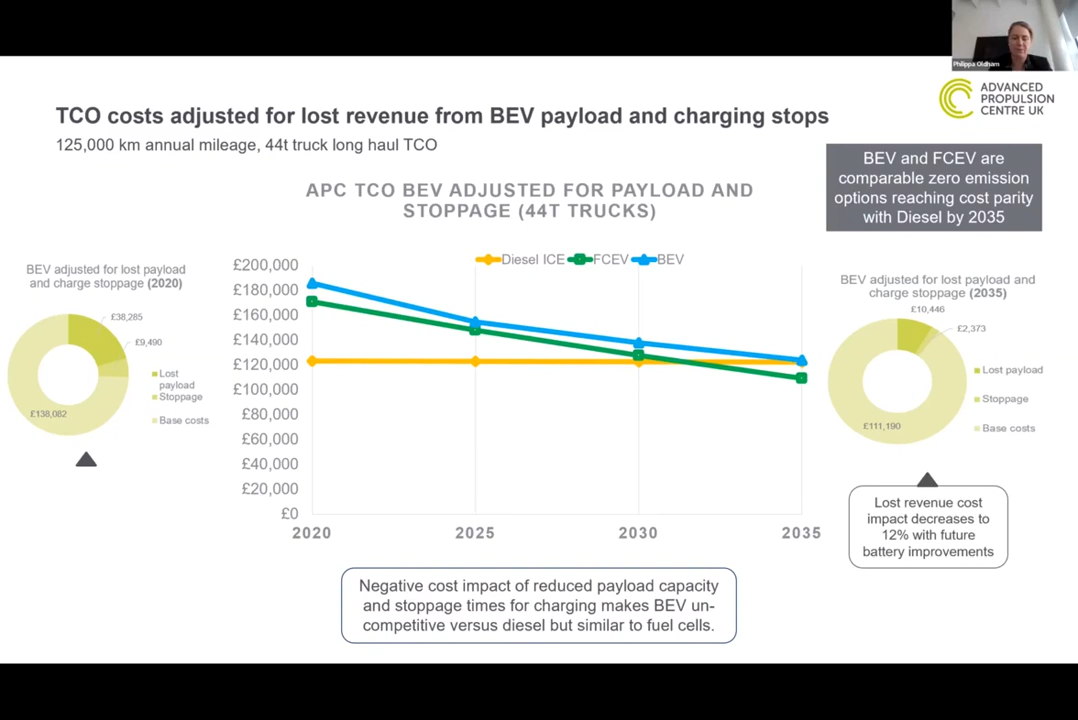 Philippa Oldham
ADVANCED
PROPULSION
CENTRE UK
TCO costs adjusted for lost revenue from BEV payload and charging stops
125,000 km annual mileage, 44t truck long haul TCO
BEV and FCEV are
comparable zero emission
options reaching cost parity
with Diesel by 2035
APC TCO BEV ADJUSTED FOR PAYLOAD AND
STOPPAGE (44T TRUCKS)
Diesel ICE FCEV BEV
£200,000
£180,000
£160,000
£140,000
£120,000
£100,000
£80,000
£60,000
£40,000
£20,000
£0
2020 2025 2030 2035
BEV adjusted for lost payload
and charge stoppage (2020)
£38,285
£9,490
£138,082
Lost
payload
Stoppage
Base costs
BEV adjusted for lost payload and
charge stoppage (2035)
£10,446
£2,373
£111,190
Lost payload
Stoppage
Base costs
Lost revenue cost
impact decreases to
12% with future
battery improvements
Negative cost impact of reduced payload capacity
and stoppage times for charging makes BEV un-
competitive versus diesel but similar to fuel cells.